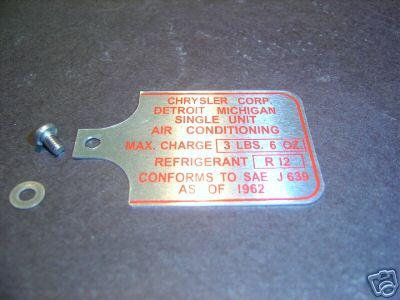 CHRYSLER CORP.
DETROIT MICHIGAN
SINGLE UNIT
AIR CONDITIONING
MAX. CHARGE 3 LBS. 6 OZ.
REFRIGERANT R 12
CONFORMS TO SAE J 639
AS OF 1962